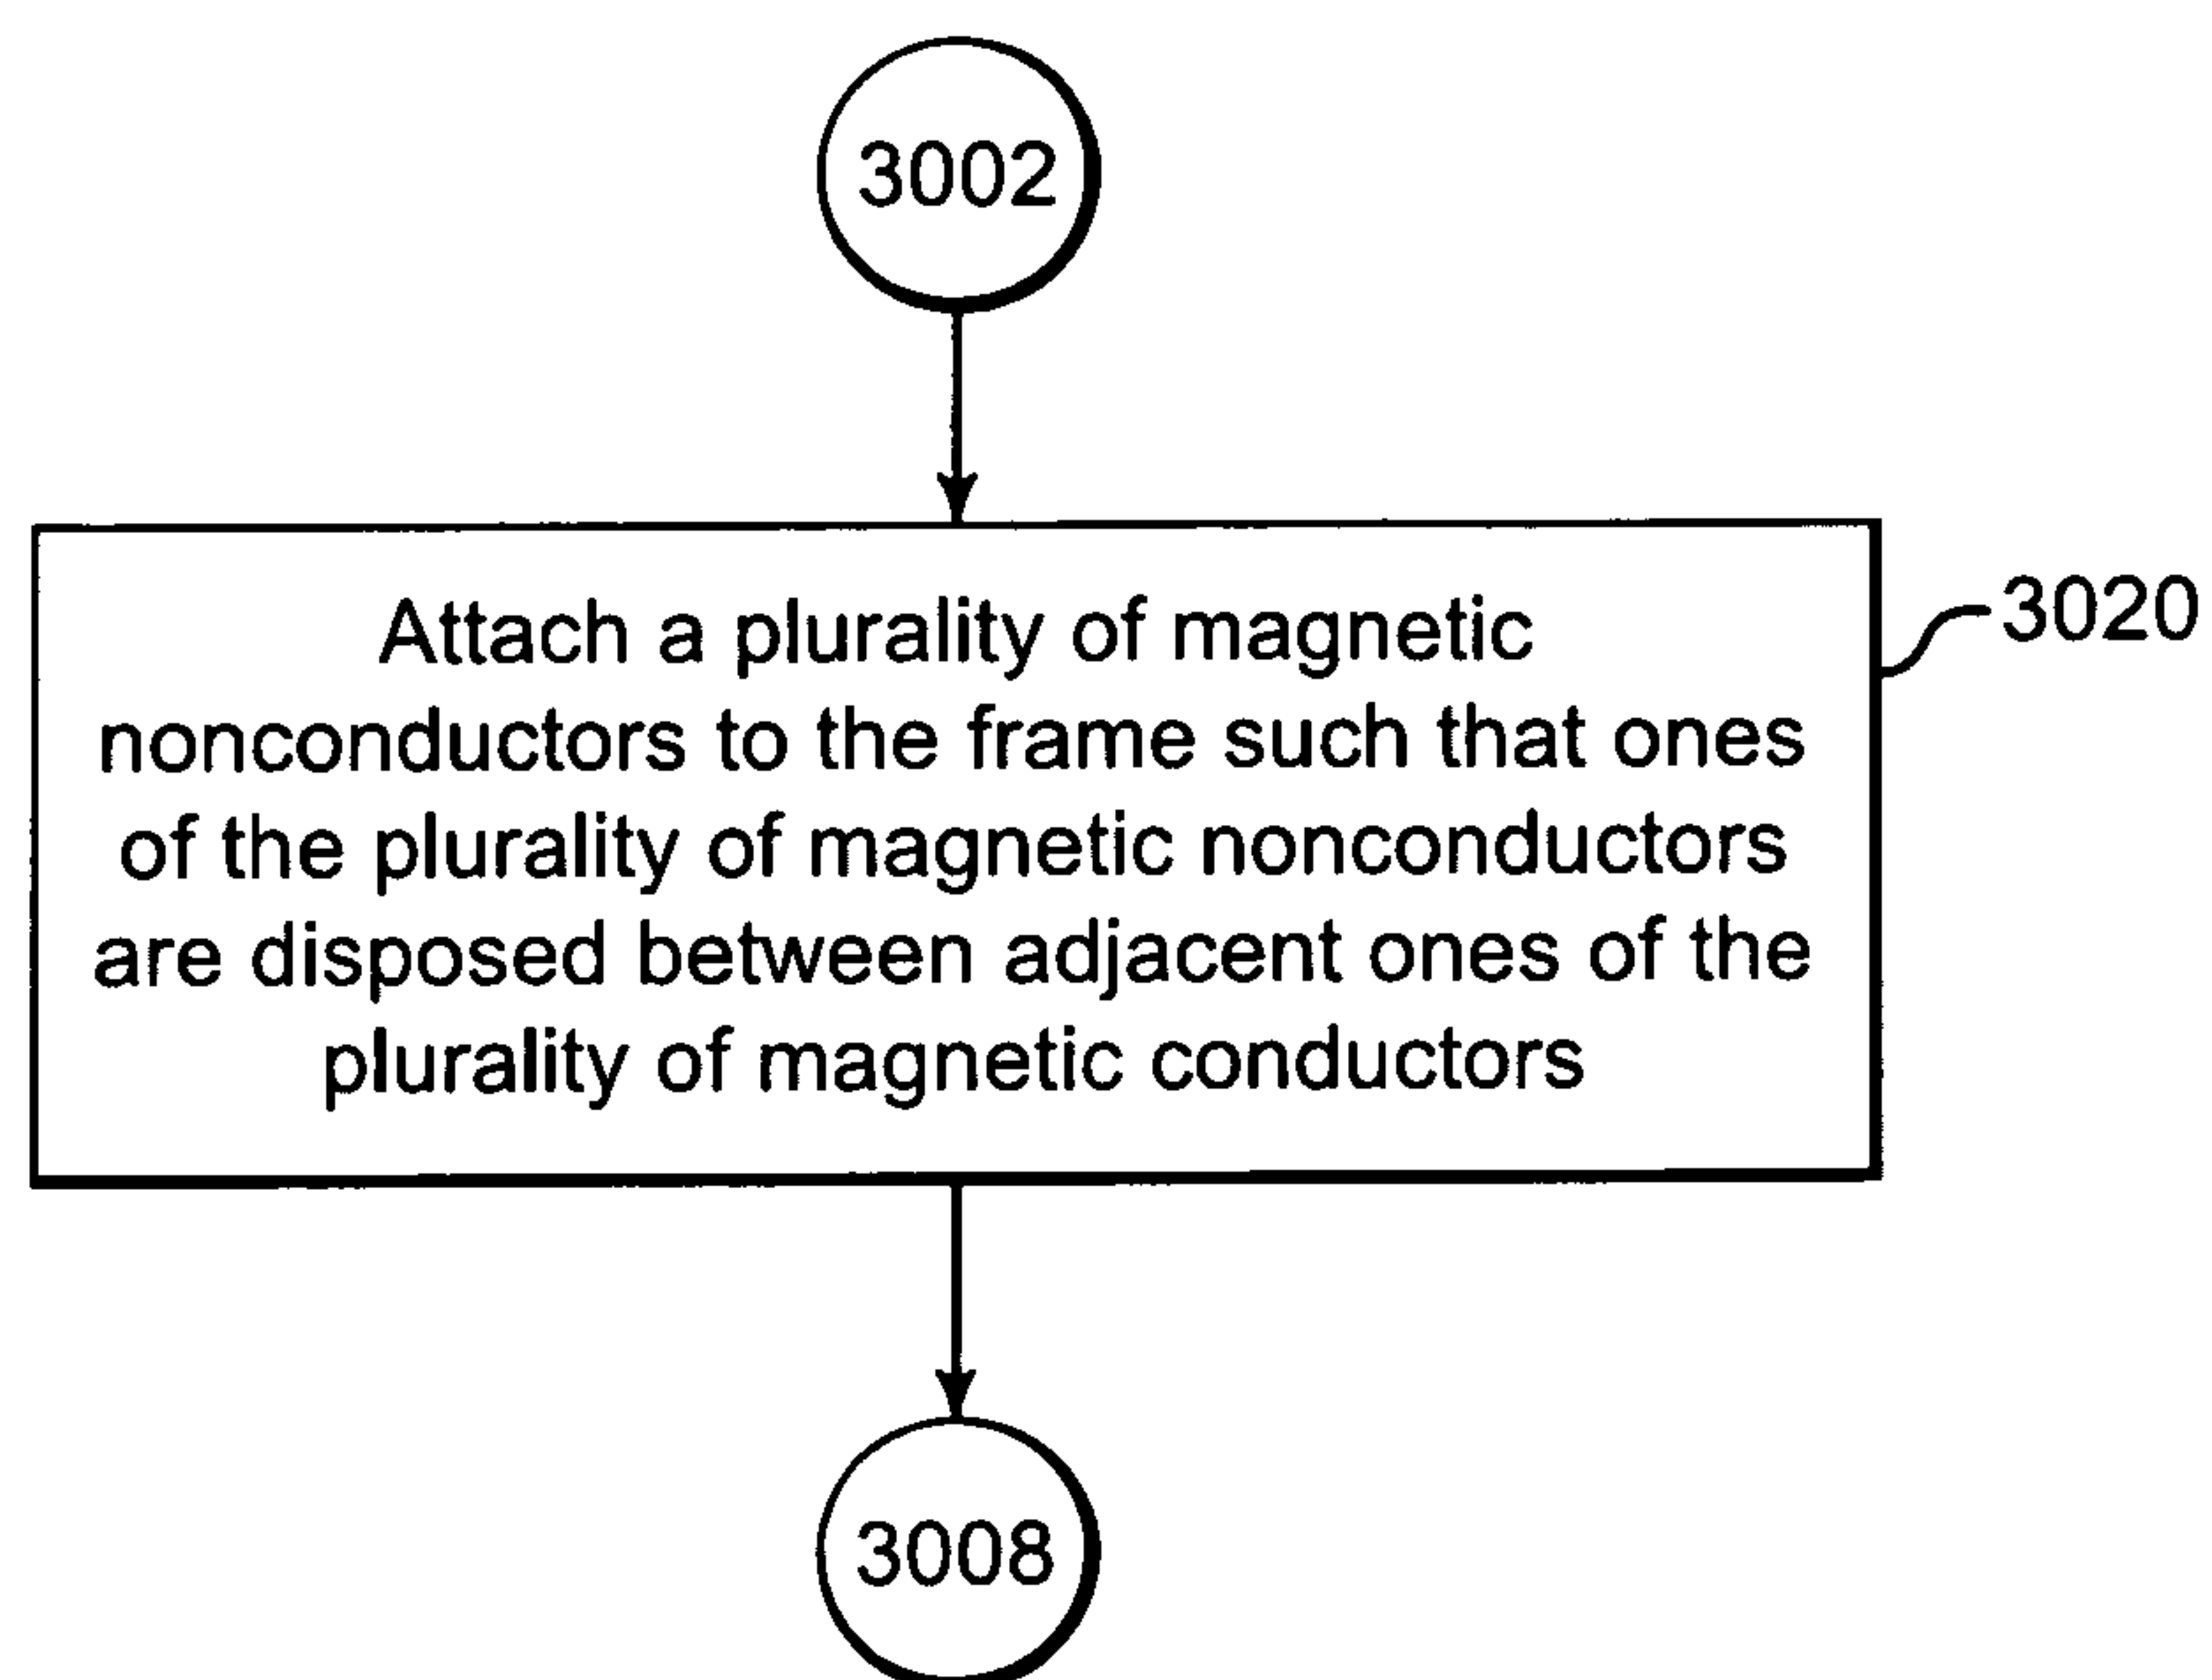 3002
Attach a plurality of magnetic
nonconductors to the frame such that ones
of the plurality of magnetic nonconductors
are disposed between adjacent ones of the
plurality of magnetic conductors
3020
3008